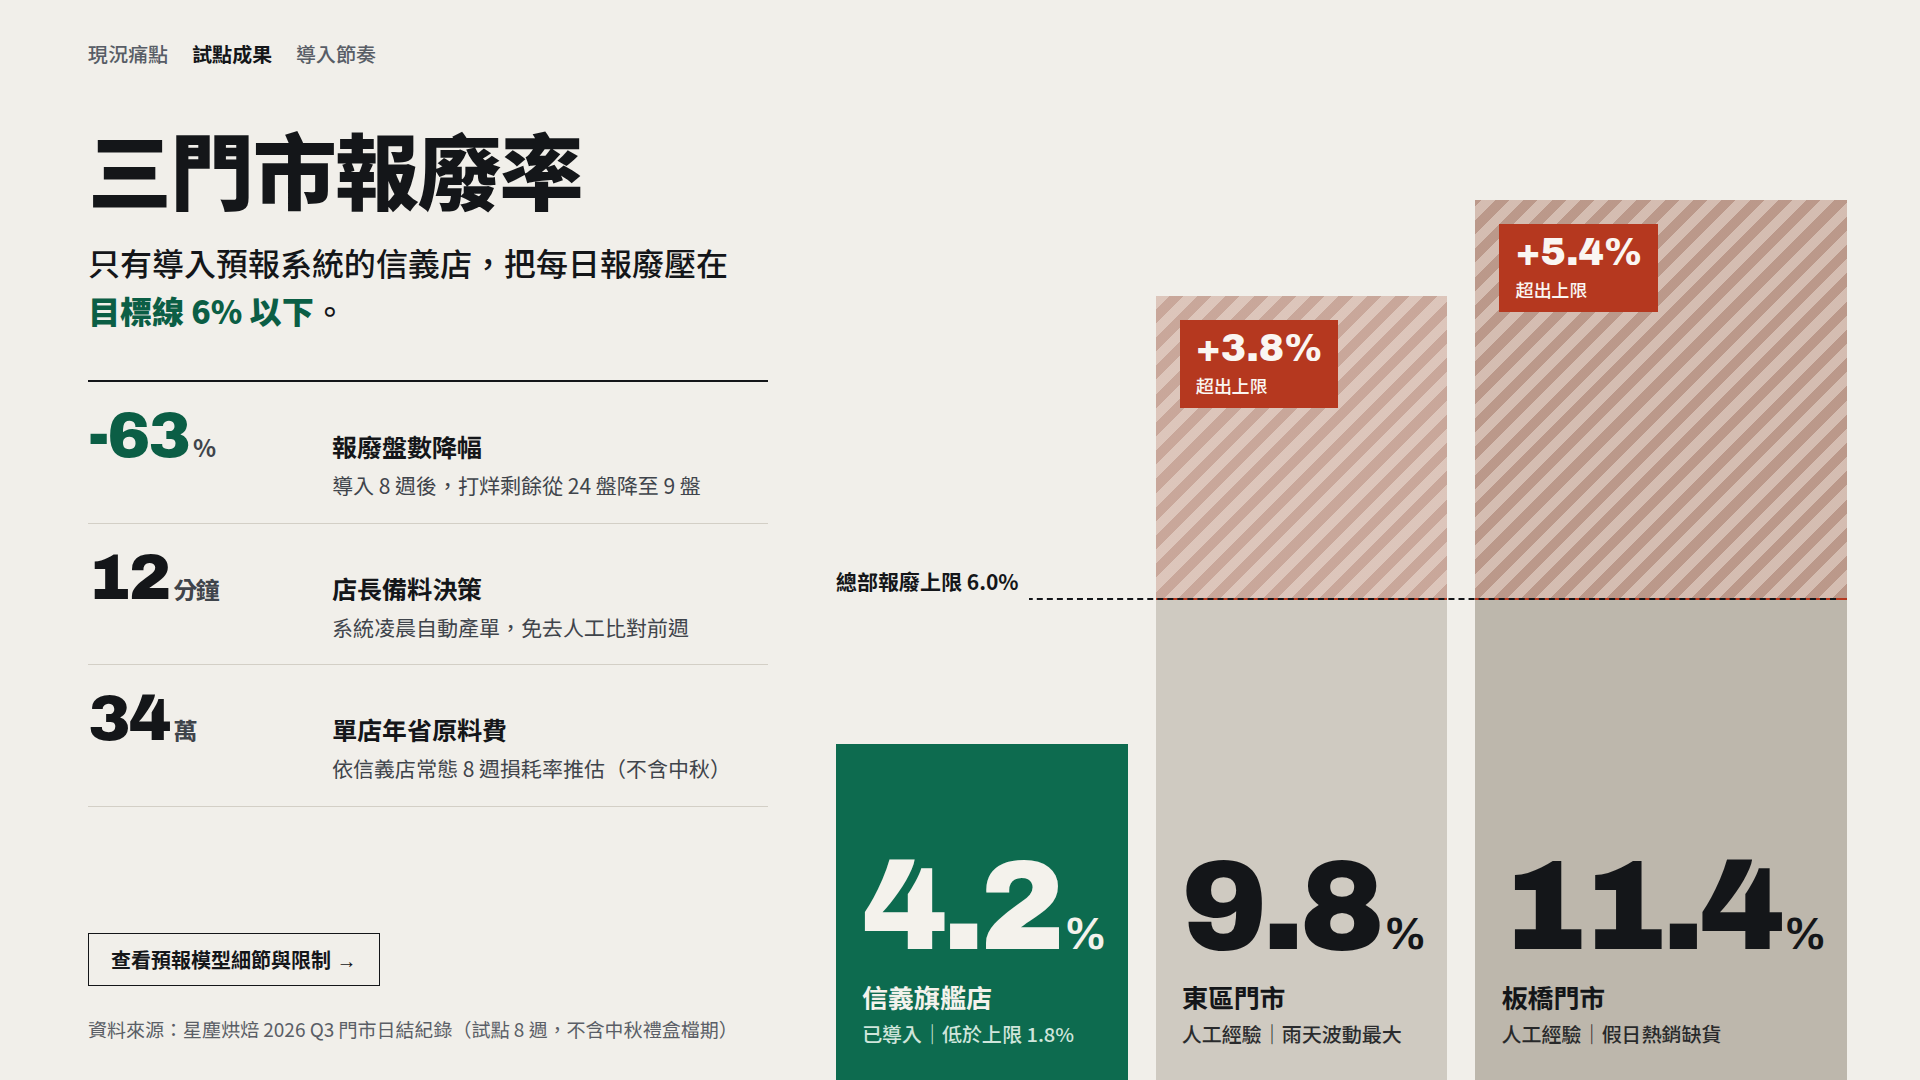 現況痛點 試點成果 導入節奏
三門市報廢率
只有導入預報系統的信義店，把每日報廢壓在
目標線 6% 以下。
-63%
報廢盤數降幅
導入 8 週後，打烊剩餘從 24 盤降至 9 盤
12分鐘
店長備料決策
系統凌晨自動產單，免去人工比對前週
34萬
單店年省原料費
依信義店常態 8 週損耗率推估（不含中秋）
查看預報模型細節與限制 →
資料來源：星塵烘焙 2026 Q3 門市日結紀錄（試點 8 週，不含中秋禮盒檔期）
總部報廢上限 6.0%
4.2%
信義旗艦店
已導入｜低於上限 1.8%
+3.8%
超出上限
9.8%
東區門市
人工經驗｜雨天波動最大
+5.4%
超出上限
11.4%
板橋門市
人工經驗｜假日熱銷缺貨